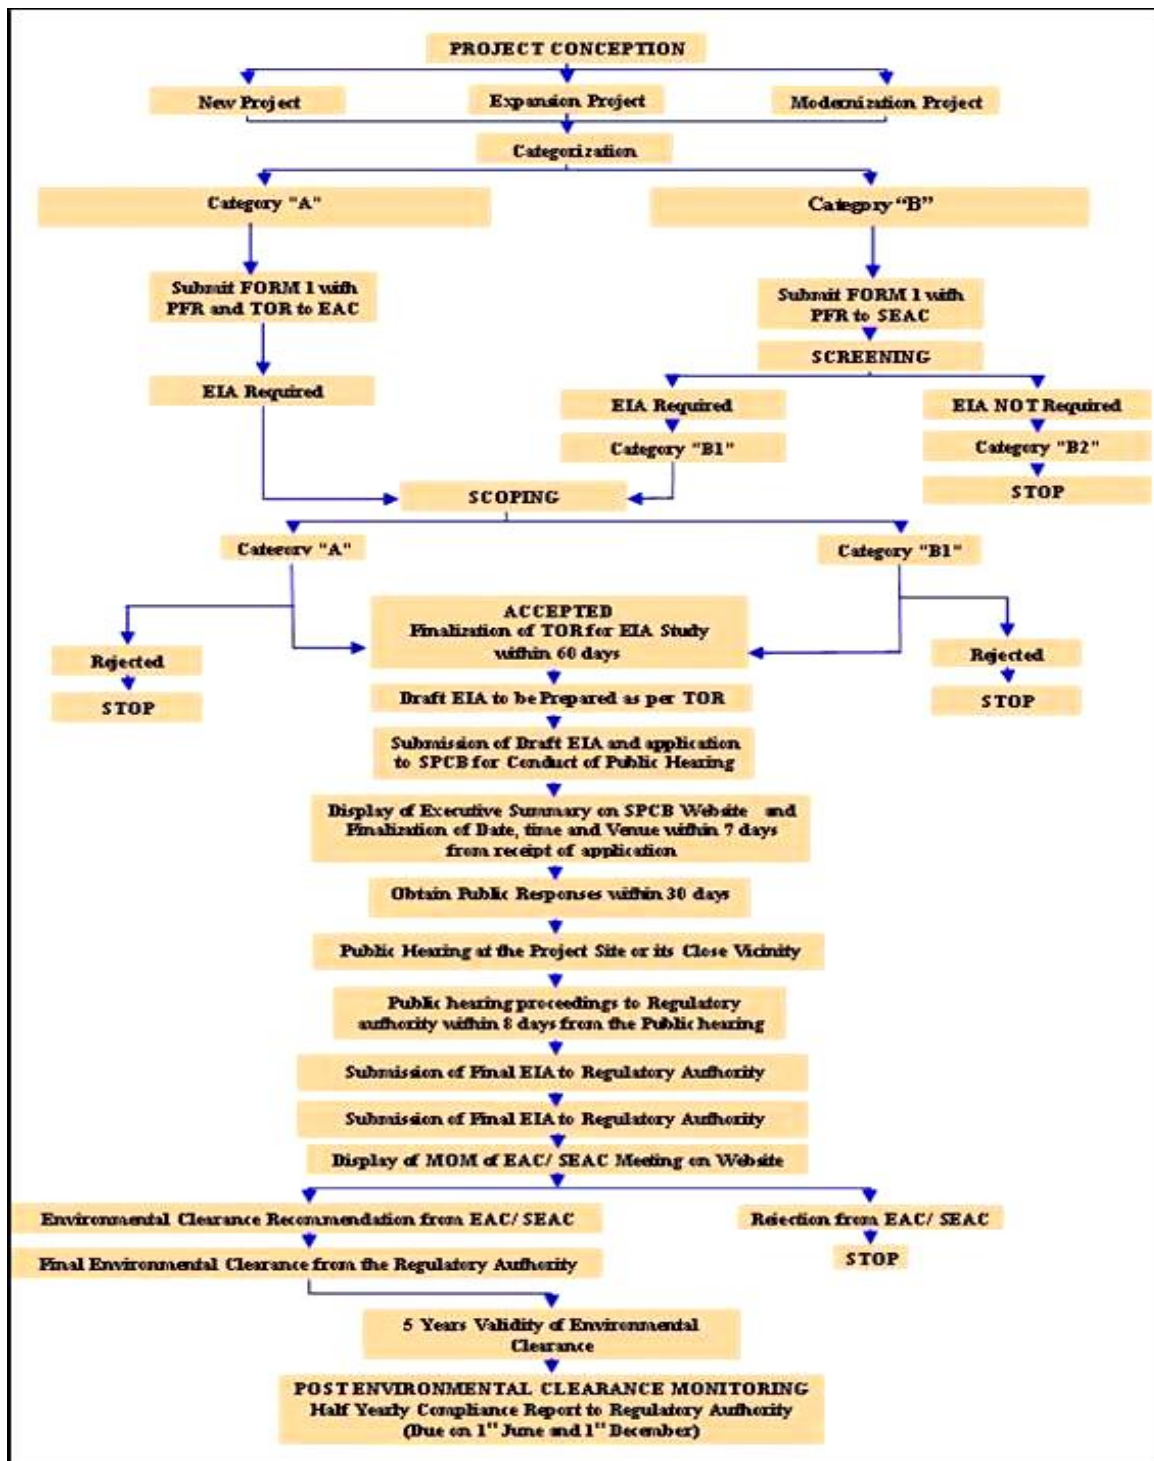 PROJECT CONCEPTION
New Project
Expansion Project
Modernization Project
Categorization
Category "A"
Category “B”
Submit FORM 1 with
PFR and TOR to EAC
Submit FORM 1 with
PFR to SEAC
SCREENING
EIA Required
EIA Required
EIA NOT Required
Category "B1"
Category "B2"
SCOPING
STOP
Category "A"
Category "B1"
ACCEPTED
Finalization of TOR for EIA Study
within 60 days
Rejected
Rejected
STOP
STOP
Draft EIA to be Prepared as per TOR
Submission of Draft EIA and application
to SPCB for Conduct of Public Hearing
Display of Executive Summary on SPCB Website and
Finalization of Date, time and Venue within 7 days
from receipt of application
Obtain Public Responses within 30 days
Public Hearing at the Project Site or its Close Vicinity
Public hearing proceedings to Regulatory
authority within 8 days from the Public hearing
Submission of Final EIA to Regulatory Authority
Submission of Final EIA to Regulatory Authority
Display of MOM of EAC/ SEAC Meeting on Website
Environmental Clearance Recommendation from EAC/ SEAC
Rejection from EAC/ SEAC
Final Environmental Clearance from the Regulatory Authority
STOP
5 Years Validity of Environmental
Clearance
POST ENVIRONMENTAL CLEARANCE MONITORING
Half Yearly Compliance Report to Regulatory Authority
(Due on 1st June and 1st December)